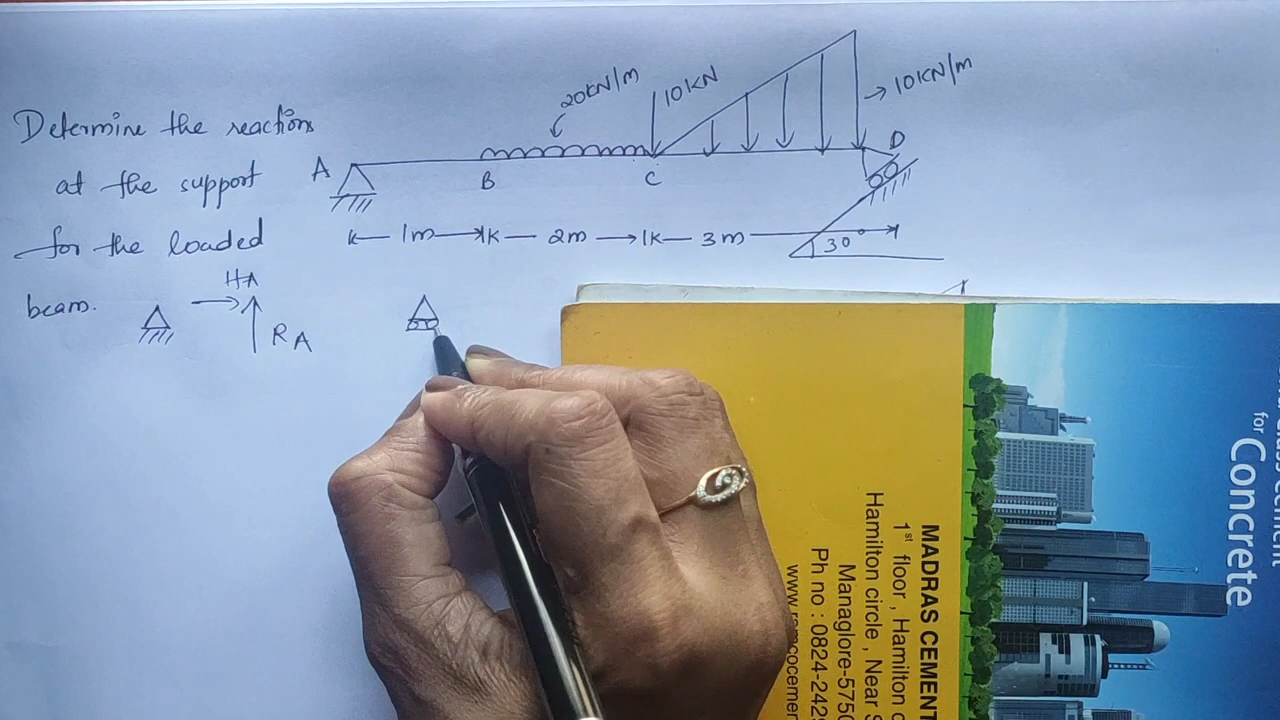 Determine the reactions
at the support
for the loaded
beam.
20KN/m
10KN
10KN/m
A
B
C
D
1m
2m
3m
30°
HA
RA
for
Concrete
MADRAS CEMENT
1st floor, Hamilton
Hamilton circle, Near
Managlore-5750
Ph no : 0824-242